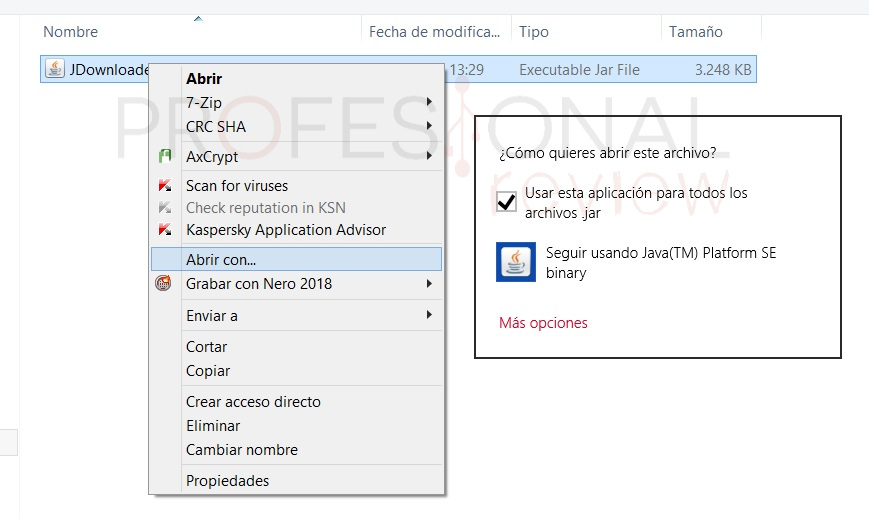 Nombre
Fecha de modifica...
Tipo
Tamaño
JDownloade
13:29
Executable Jar File
3.248 KB
Abrir
7-Zip
CRC SHA
AxCrypt
Scan for viruses
Check reputation in KSN
Kaspersky Application Advisor
Abrir con...
Grabar con Nero 2018
Enviar a
Cortar
Copiar
Crear acceso directo
Eliminar
Cambiar nombre
Propiedades
PROFESIONAL
review
¿Cómo quieres abrir este archivo?
Usar esta aplicación para todos los
archivos .jar
Seguir usando Java(TM) Platform SE
binary
Más opciones